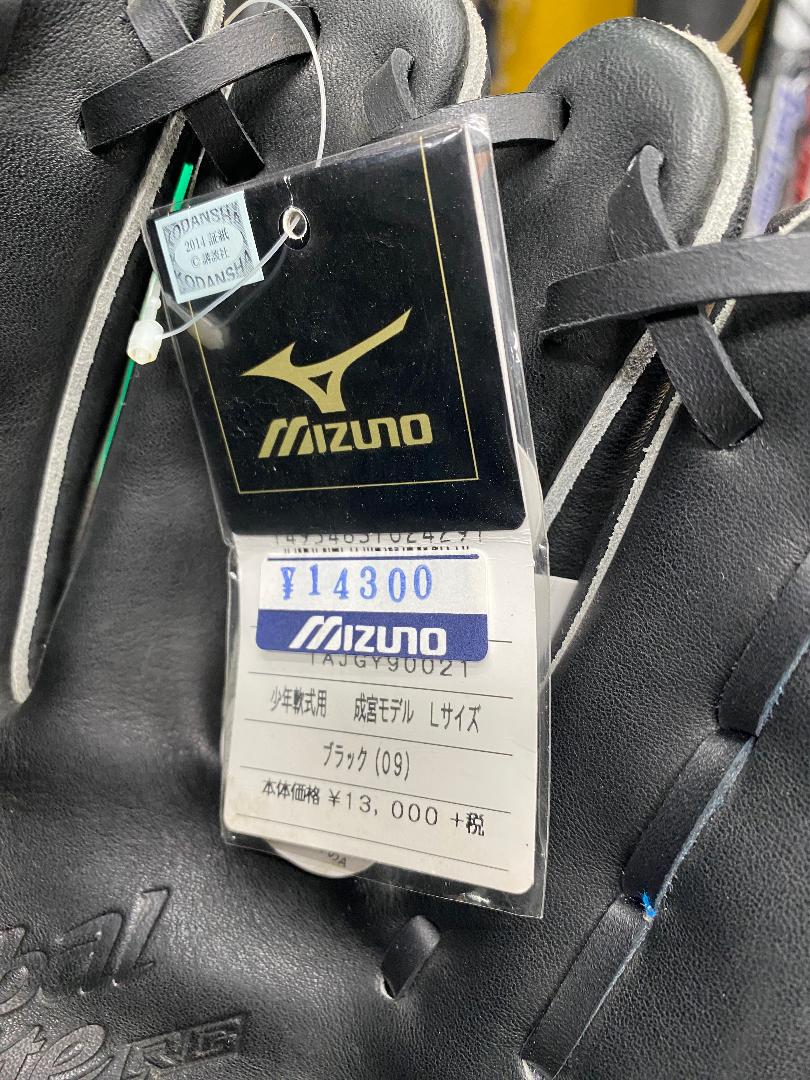 KODANSHA
2014 証紙
© 講談社
KODANSHA
MIZUNO
¥14300
MIZUNO
1AJGY90021
少年軟式用 成宮モデル Lサイズ
ブラック(09)
本体価格 ¥13,000 +税